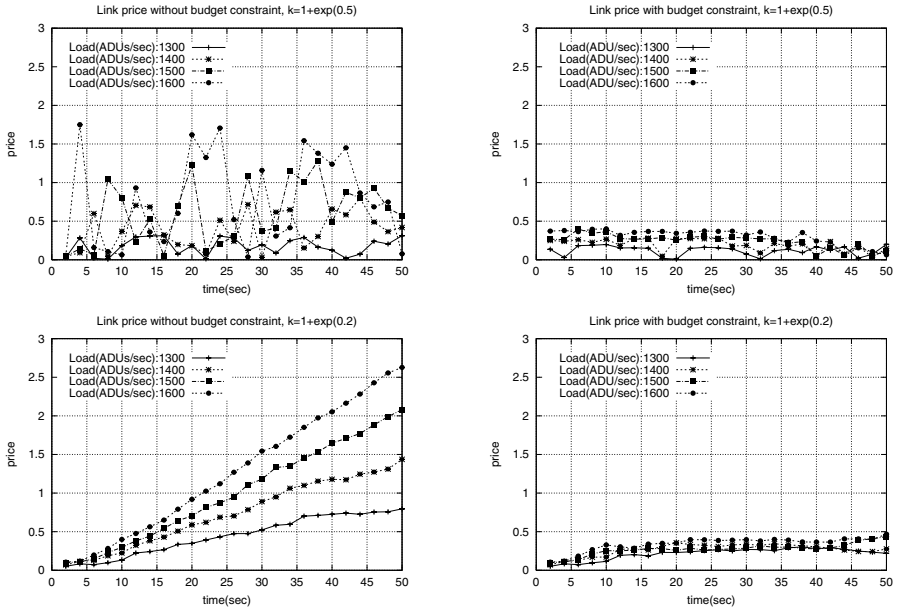 Link price without budget constraint, k=1+exp(0.5)
3
2.5
2
1.5
1
0.5
0
price
Load(ADUs/sec):1300
Load(ADUs/sec):1400
Load(ADUs/sec):1500
Load(ADUs/sec):1600
0 5 10 15 20 25 30 35 40 45 50
time(sec)
Link price with budget constraint, k=1+exp(0.5)
3
2.5
2
1.5
1
0.5
0
price
Load(ADU/sec):1300
Load(ADU/sec):1400
Load(ADU/sec):1500
Load(ADU/sec):1600
0 5 10 15 20 25 30 35 40 45 50
time(sec)
Link price without budget constraint, k=1+exp(0.2)
3
2.5
2
1.5
1
0.5
0
price
Load(ADUs/sec):1300
Load(ADUs/sec):1400
Load(ADUs/sec):1500
Load(ADUs/sec):1600
0 5 10 15 20 25 30 35 40 45 50
time(sec)
Link price with budget constraint, k=1+exp(0.2)
3
2.5
2
1.5
1
0.5
0
price
Load(ADU/sec):1300
Load(ADU/sec):1400
Load(ADU/sec):1500
Load(ADU/sec):1600
0 5 10 15 20 25 30 35 40 45 50
time(sec)